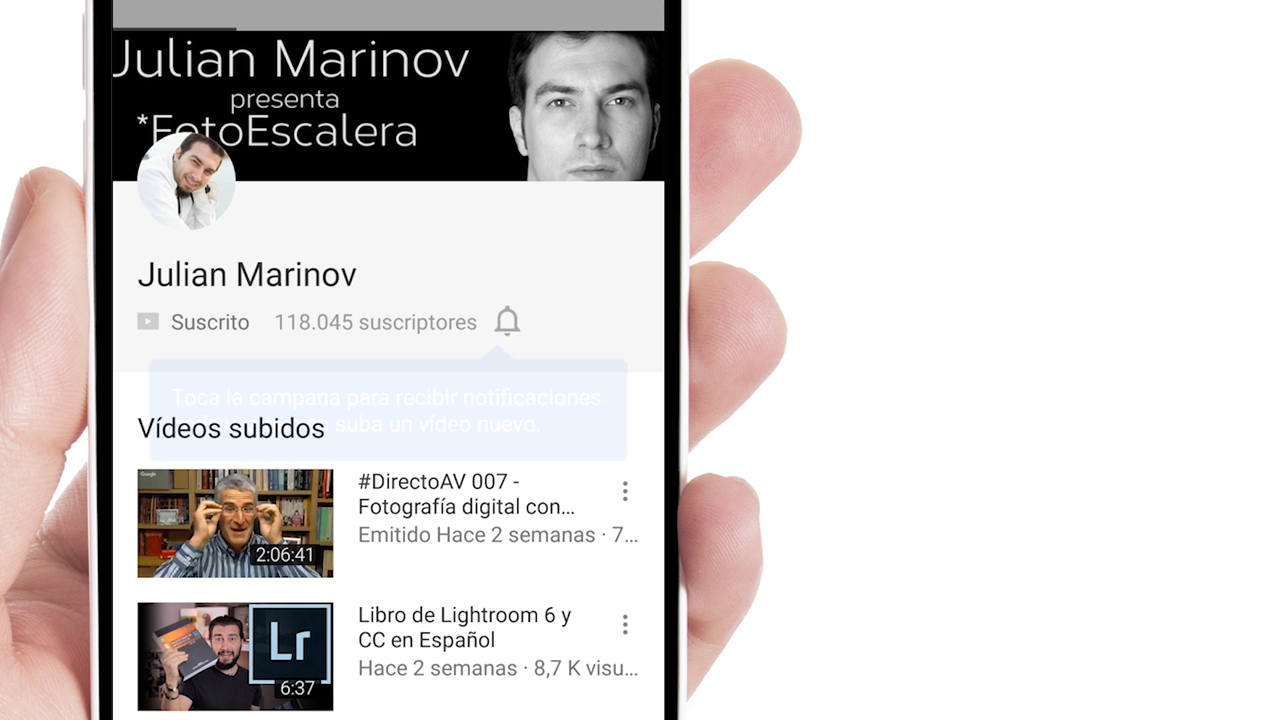 Julian Marinov
presenta
*FotoEscalera
Julian Marinov
Suscrito 118.045 suscriptores
Toca la campana para recibir notificaciones
suba un vídeo nuevo.
Vídeos subidos
Google
#DirectoAV 007 -
Fotografía digital con...
Emitido Hace 2 semanas · 7...
2:06:41
Libro de Lightroom 6 y
CC en Español
Hace 2 semanas · 8,7 K visu...
Lr
6:37